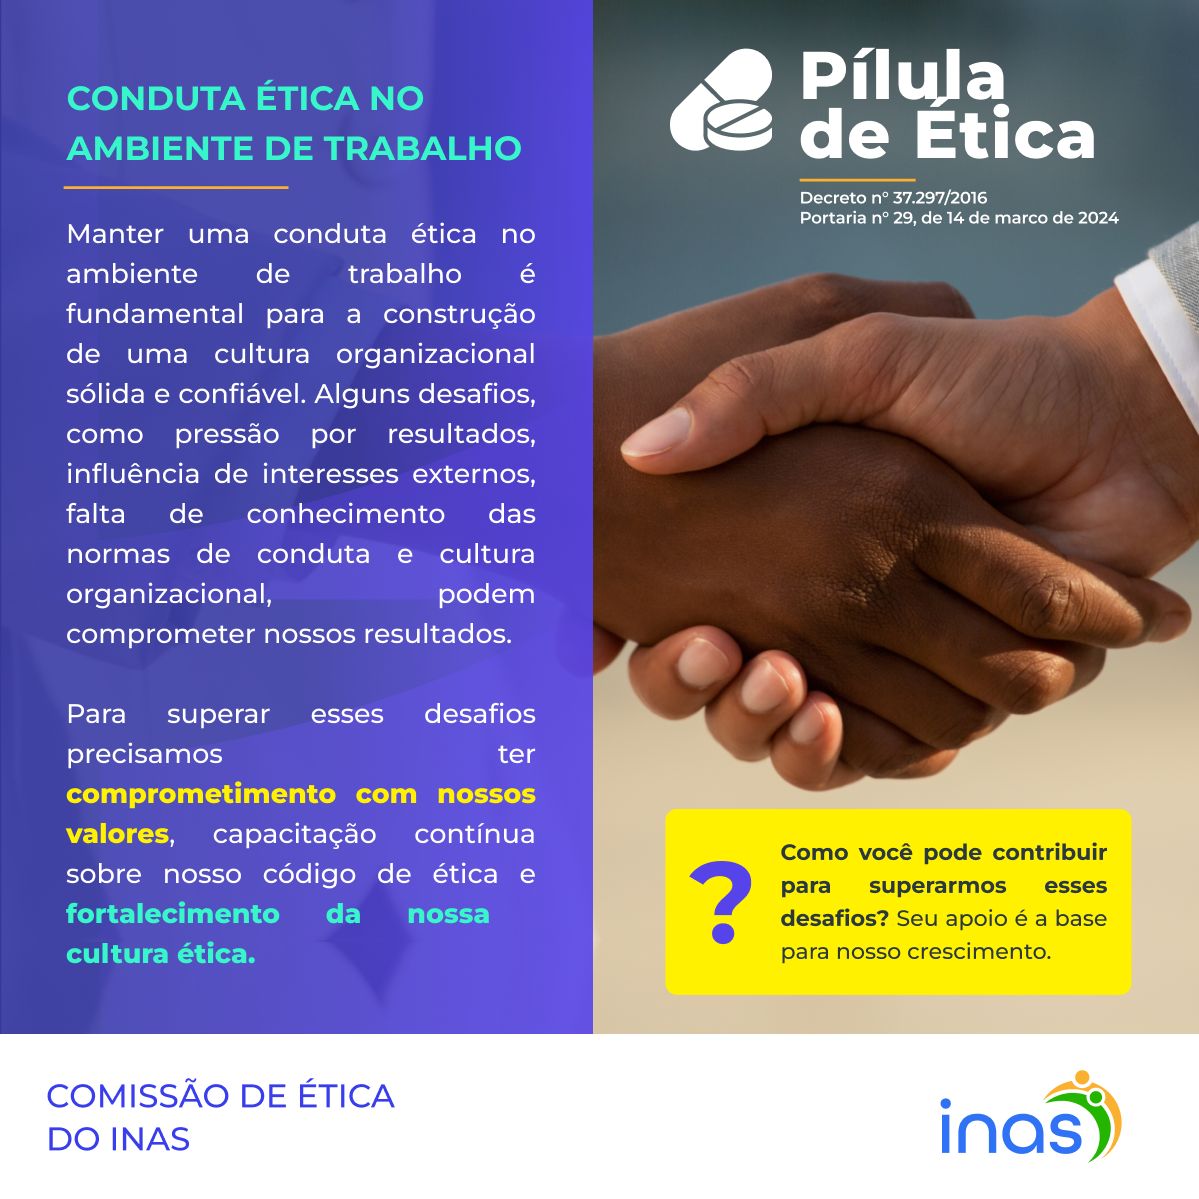 CONDUTA ÉTICA NO
AMBIENTE DE TRABALHO
Manter uma conduta ética no
ambiente de trabalho é
fundamental para a construção
de uma cultura organizacional
sólida e confiável. Alguns desafios,
como pressão por resultados,
influência de interesses externos,
falta de conhecimento das
normas de conduta e cultura
organizacional, podem
comprometer nossos resultados.
Para superar esses desafios
precisamos ter
comprometimento com nossos
valores, capacitação contínua
sobre nosso código de ética e
fortalecimento da nossa
cultura ética.
Pílula
de Ética
Decreto nº 37.297/2016
Portaria nº 29, de 14 de marco de 2024
?
Como você pode contribuir
para superarmos esses
desafios? Seu apoio é a base
para nosso crescimento.
COMISSÃO DE ÉTICA
DO INAS
inas